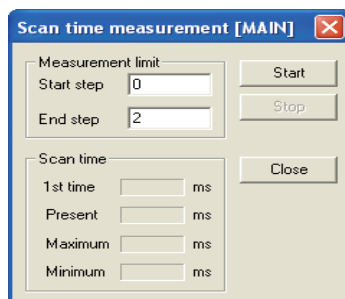 Scan time measurement [MAIN]
Measurement limit
Start step 0
End step 2
Start
Stop
Scan time
1st time ms
Present ms
Maximum ms
Minimum ms
Close